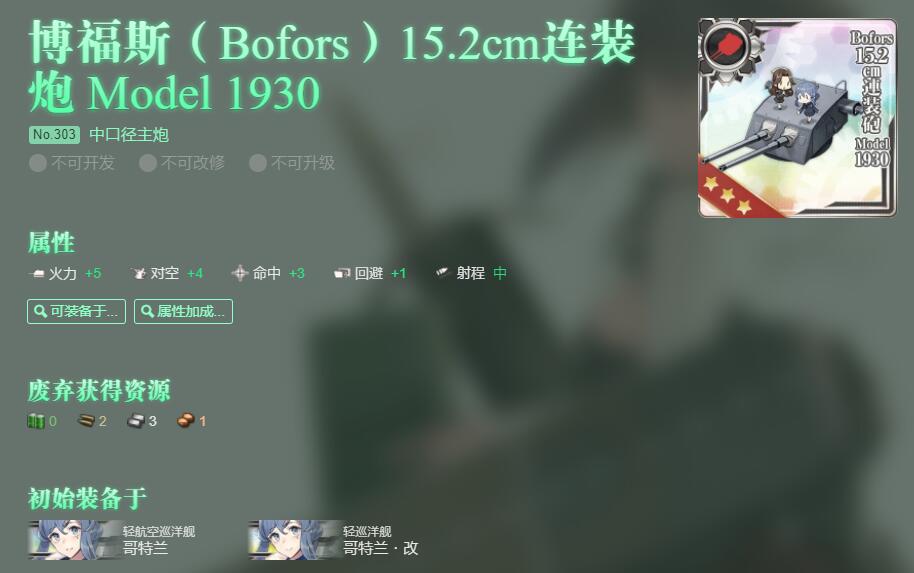 博福斯（Bofors）15.2cm连装
炮 Model 1930
No.303 中口径主炮
不可开发 不可改修 不可升级
Bofors
15.2
cm
連
装
砲
Model
1930
属性
火力 +5 对空 +4 命中 +3 回避 +1 射程 中
可装备于... 属性加成...
废弃获得资源
0 2 3 1
初始装备于
轻航空巡洋舰 轻巡洋舰
哥特兰 哥特兰·改